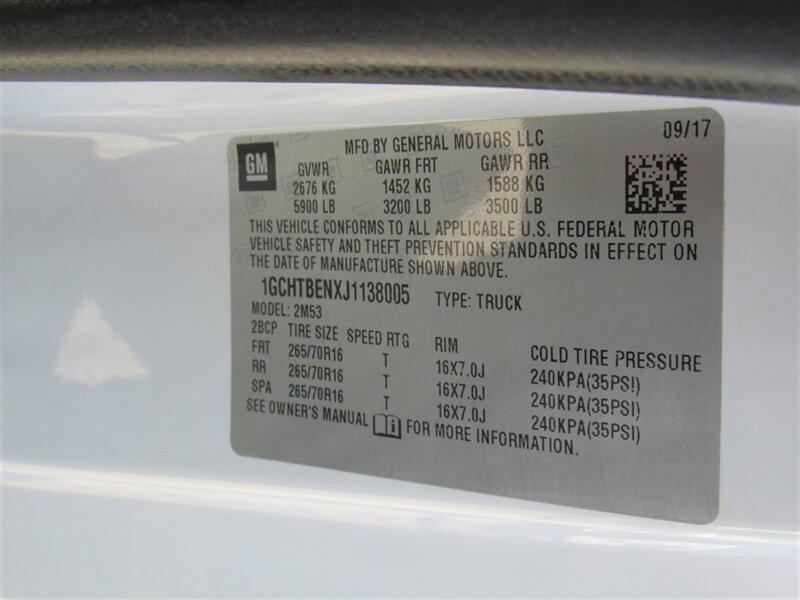 GM
MFD BY GENERAL MOTORS LLC
09/17
GVWR GAWR FRT GAWR RR
2676 KG 1452 KG 1588 KG
5900 LB 3200 LB 3500 LB
THIS VEHICLE CONFORMS TO ALL APPLICABLE U.S. FEDERAL MOTOR
VEHICLE SAFETY AND THEFT PREVENTION STANDARDS IN EFFECT ON
THE DATE OF MANUFACTURE SHOWN ABOVE.
1GCHTBENXJ1138005 TYPE: TRUCK
MODEL: 2M53
2BCP TIRE SIZE SPEED RTG RIM COLD TIRE PRESSURE
FRT 265/70R16 T 16X7.0J 240KPA(35PSI)
RR 265/70R16 T 16X7.0J 240KPA(35PSI)
SPA 265/70R16 T 16X7.0J 240KPA(35PSI)
SEE OWNER'S MANUAL FOR MORE INFORMATION.